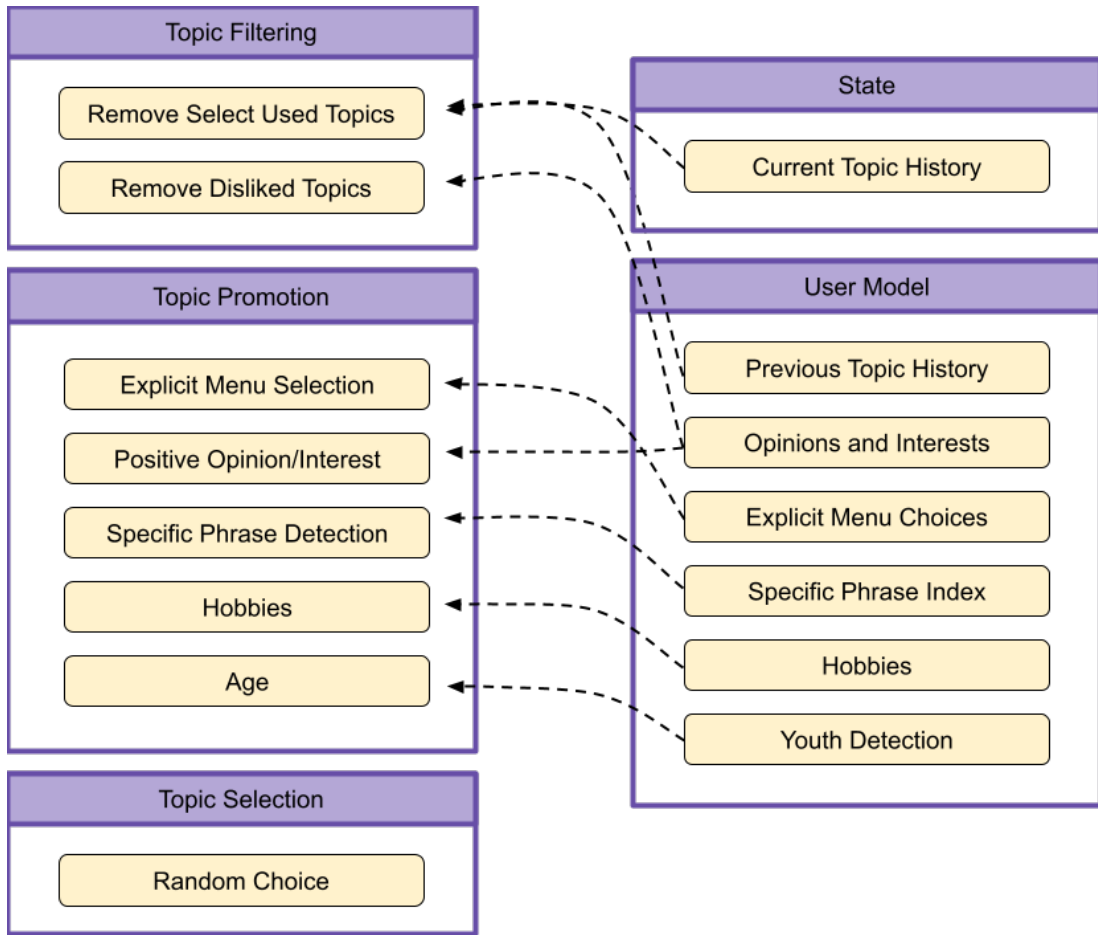 Topic Filtering
Remove Select Used Topics
Remove Disliked Topics
Topic Promotion
Explicit Menu Selection
Positive Opinion/Interest
Specific Phrase Detection
Hobbies
Age
Topic Selection
Random Choice
State
Current Topic History
User Model
Previous Topic History
Opinions and Interests
Explicit Menu Choices
Specific Phrase Index
Hobbies
Youth Detection